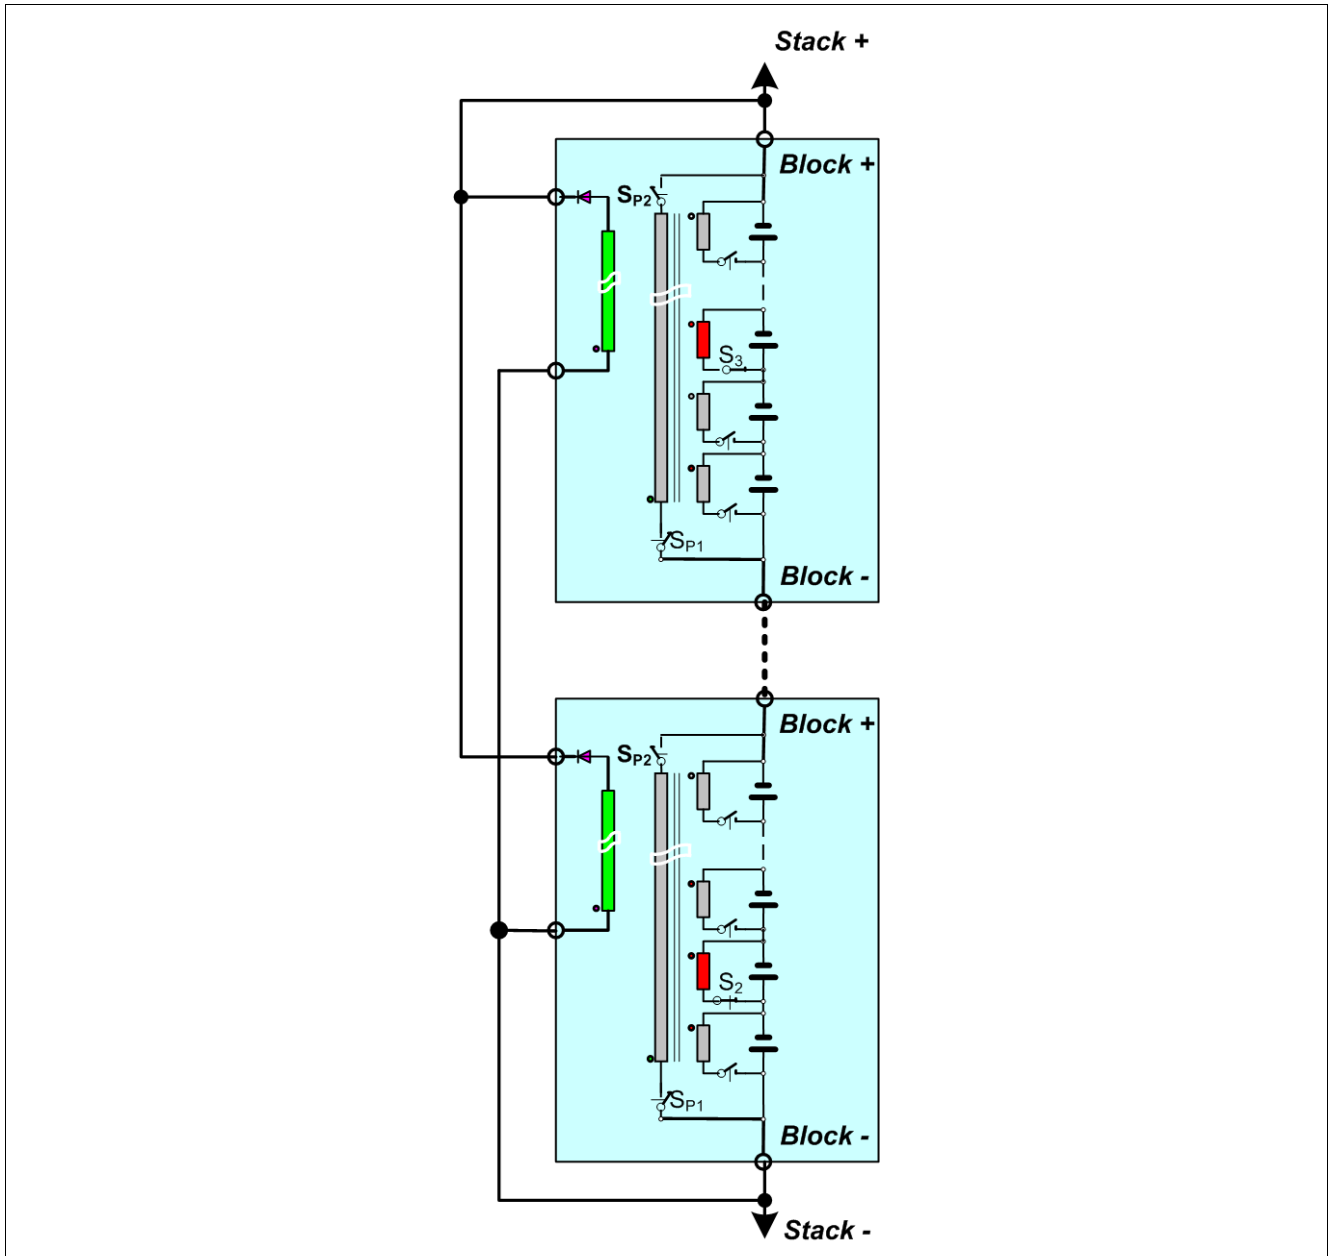 Stack +
Block +
SP2
S3
SP1
Block -
Block +
SP2
S2
SP1
Block -
Stack -